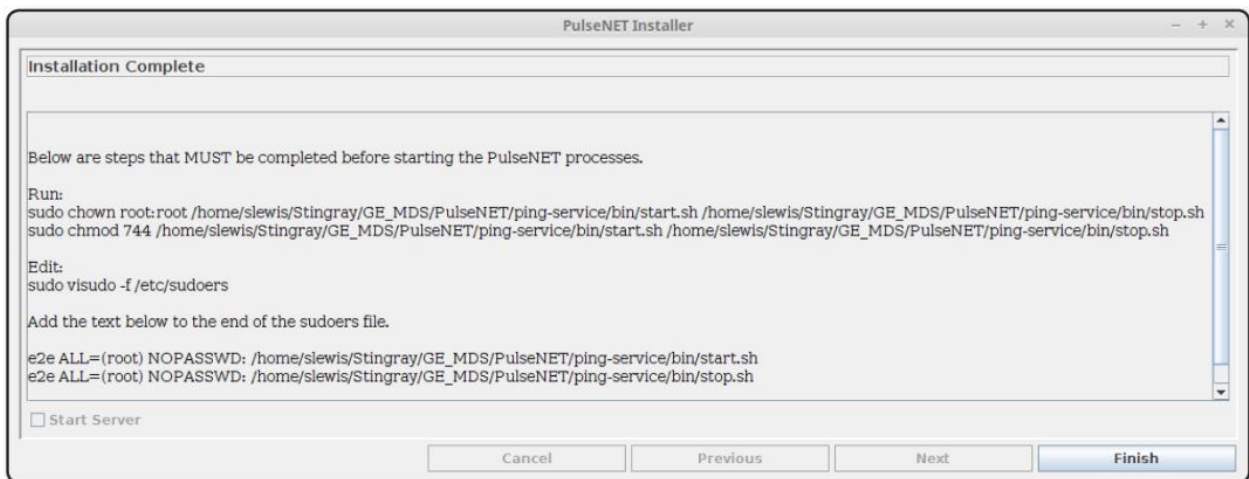 PulseNET Installer
Installation Complete
Below are steps that MUST be completed before starting the PulseNET processes.
Run:
sudo chown root:root /home/slewis/Stingray/GE_MDS/PulseNET/ping-service/bin/start.sh /home/slewis/Stingray/GE_MDS/PulseNET/ping-service/bin/stop.sh
sudo chmod 744 /home/slewis/Stingray/GE_MDS/PulseNET/ping-service/bin/start.sh /home/slewis/Stingray/GE_MDS/PulseNET/ping-service/bin/stop.sh
Edit:
sudo visudo -f /etc/sudoers
Add the text below to the end of the sudoers file.
e2e ALL=(root) NOPASSWD: /home/slewis/Stingray/GE_MDS/PulseNET/ping-service/bin/start.sh
e2e ALL=(root) NOPASSWD: /home/slewis/Stingray/GE_MDS/PulseNET/ping-service/bin/stop.sh
Start Server
Cancel Previous Next Finish